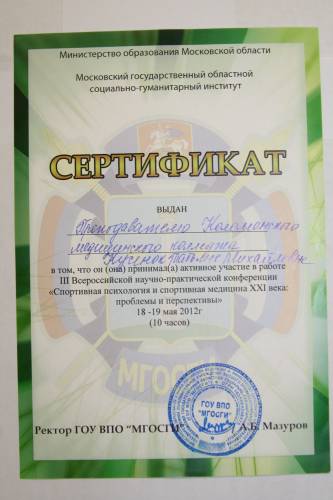 Министерство образования Московской области
Московский государственный областной
социально-гуманитарный институт
СЕРТИФИКАТ
ВЫДАН
Преподавателю Коломенского
медицинского колледжа
Татьяне Михайловне
в том, что он (она) принимал(а) активное участие в работе
III Всероссийской научно-практической конференции
«Спортивная психология и спортивная медицина XXI века:
проблемы и перспективы»
18 -19 мая 2012г
(10 часов)
МГОСГИ
ГОУ ВПО
"МГОСГИ"
Ректор ГОУ ВПО "МГОСГИ" А.Б. Мазуров